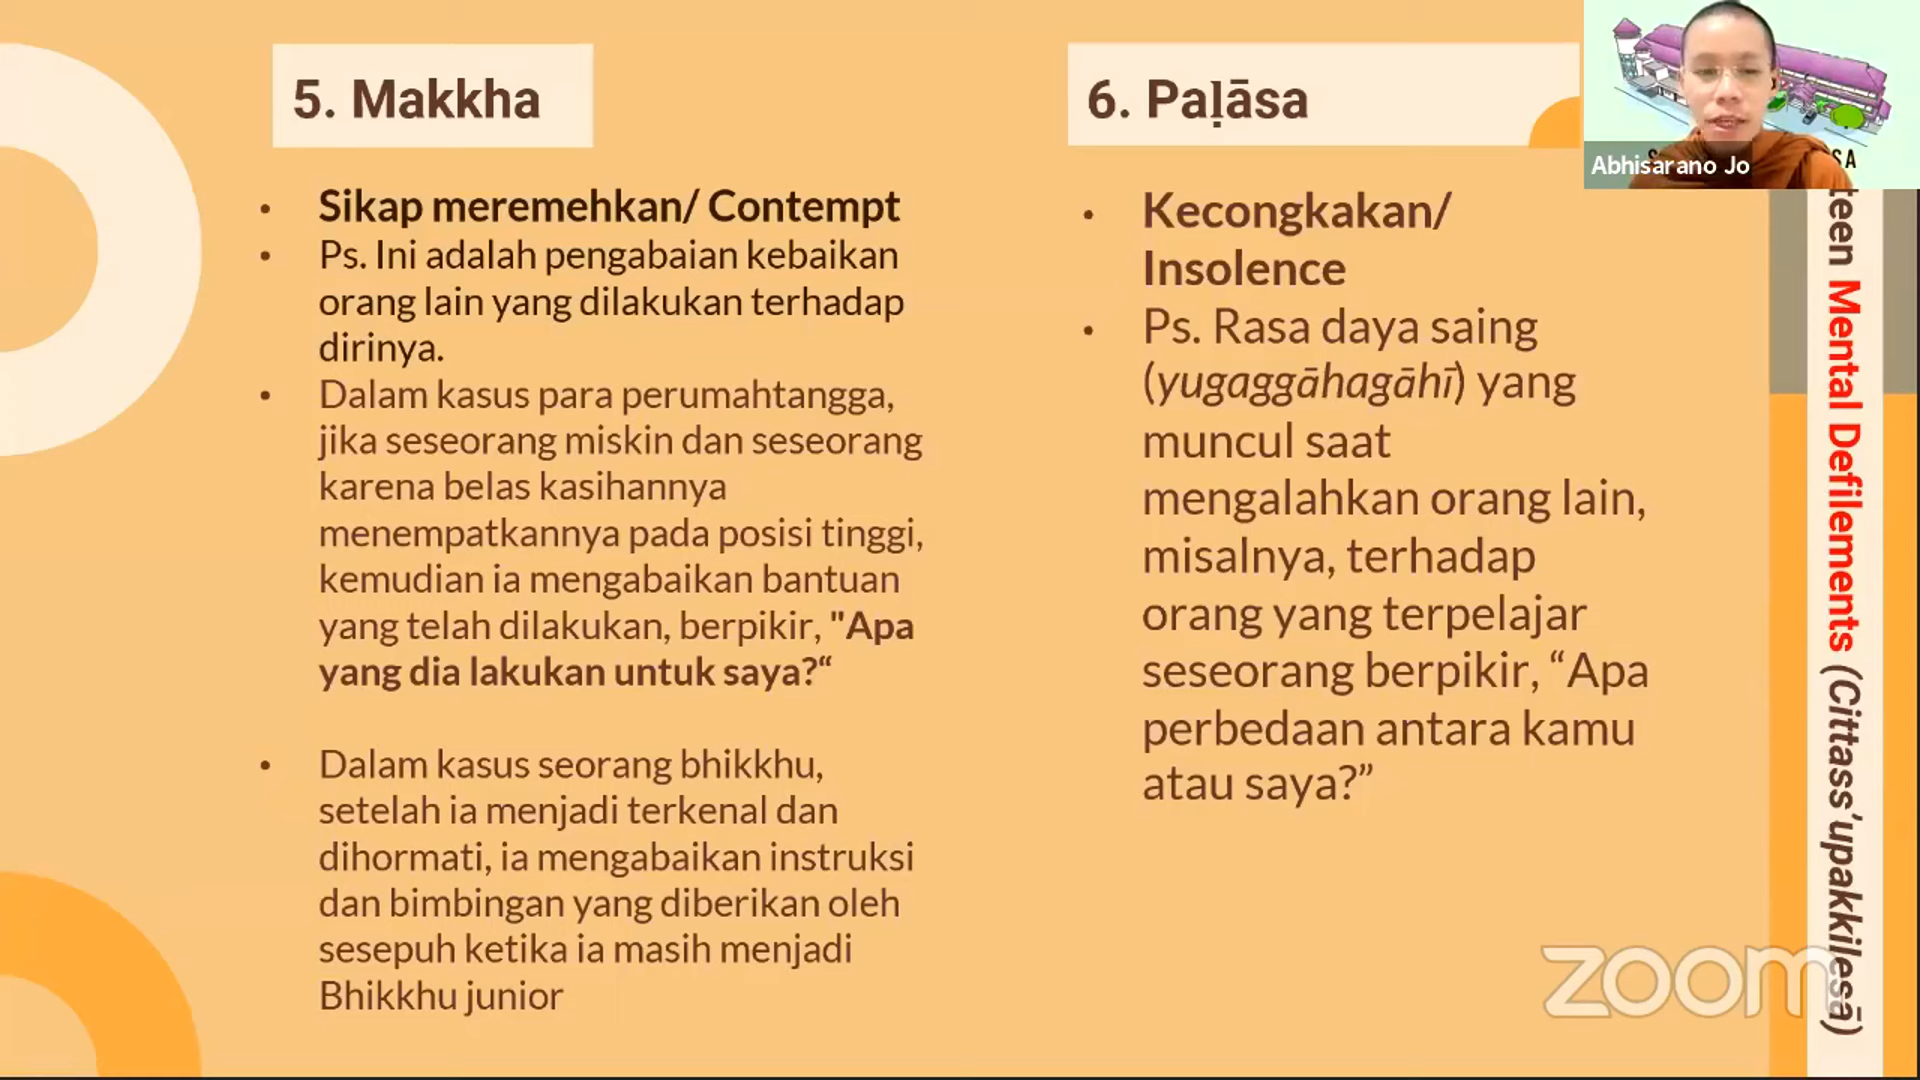 5. Makkha
Sikap meremehkan/ Contempt
Ps. Ini adalah pengabaian kebaikan
orang lain yang dilakukan terhadap
dirinya.
Dalam kasus para perumahtangga,
jika seseorang miskin dan seseorang
karena belas kasihannya
menempatkannya pada posisi tinggi,
kemudian ia mengabaikan bantuan
yang telah dilakukan, berpikir, "Apa
yang dia lakukan untuk saya?“
Dalam kasus seorang bhikkhu,
setelah ia menjadi terkenal dan
dihormati, ia mengabaikan instruksi
dan bimbingan yang diberikan oleh
sesepuh ketika ia masih menjadi
Bhikkhu junior
6. Paḷāsa
Kecongkakan/
Insolence
Ps. Rasa daya saing
(yugaggāhagāhī) yang
muncul saat
mengalahkan orang lain,
misalnya, terhadap
orang yang terpelajar
seseorang berpikir, “Apa
perbedaan antara kamu
atau saya?”
Abhisarano Jo
teen Mental Defilements (Cittass'upakkilesā)
zoom